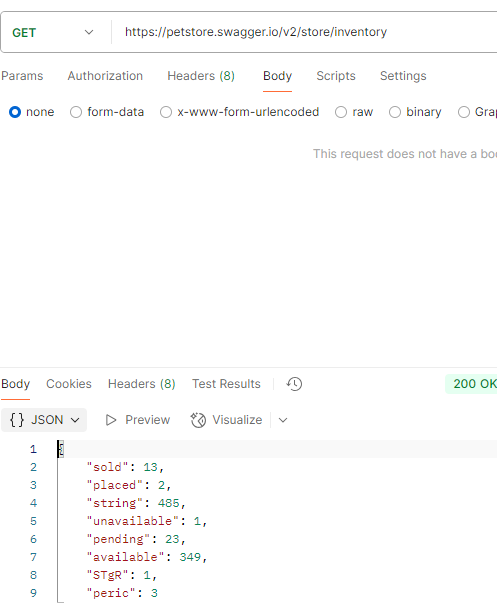 GET https://petstore.swagger.io/v2/store/inventory
Params Authorization Headers (8) Body Scripts Settings
none form-data x-www-form-urlencoded raw binary Gra
This request does not have a bo
Body Cookies Headers (8) Test Results 200 OK
{} JSON Preview Visualize
1 {
2 "sold": 13,
3 "placed": 2,
4 "string": 485,
5 "unavailable": 1,
6 "pending": 23,
7 "available": 349,
8 "STgR": 1,
9 "peric": 3